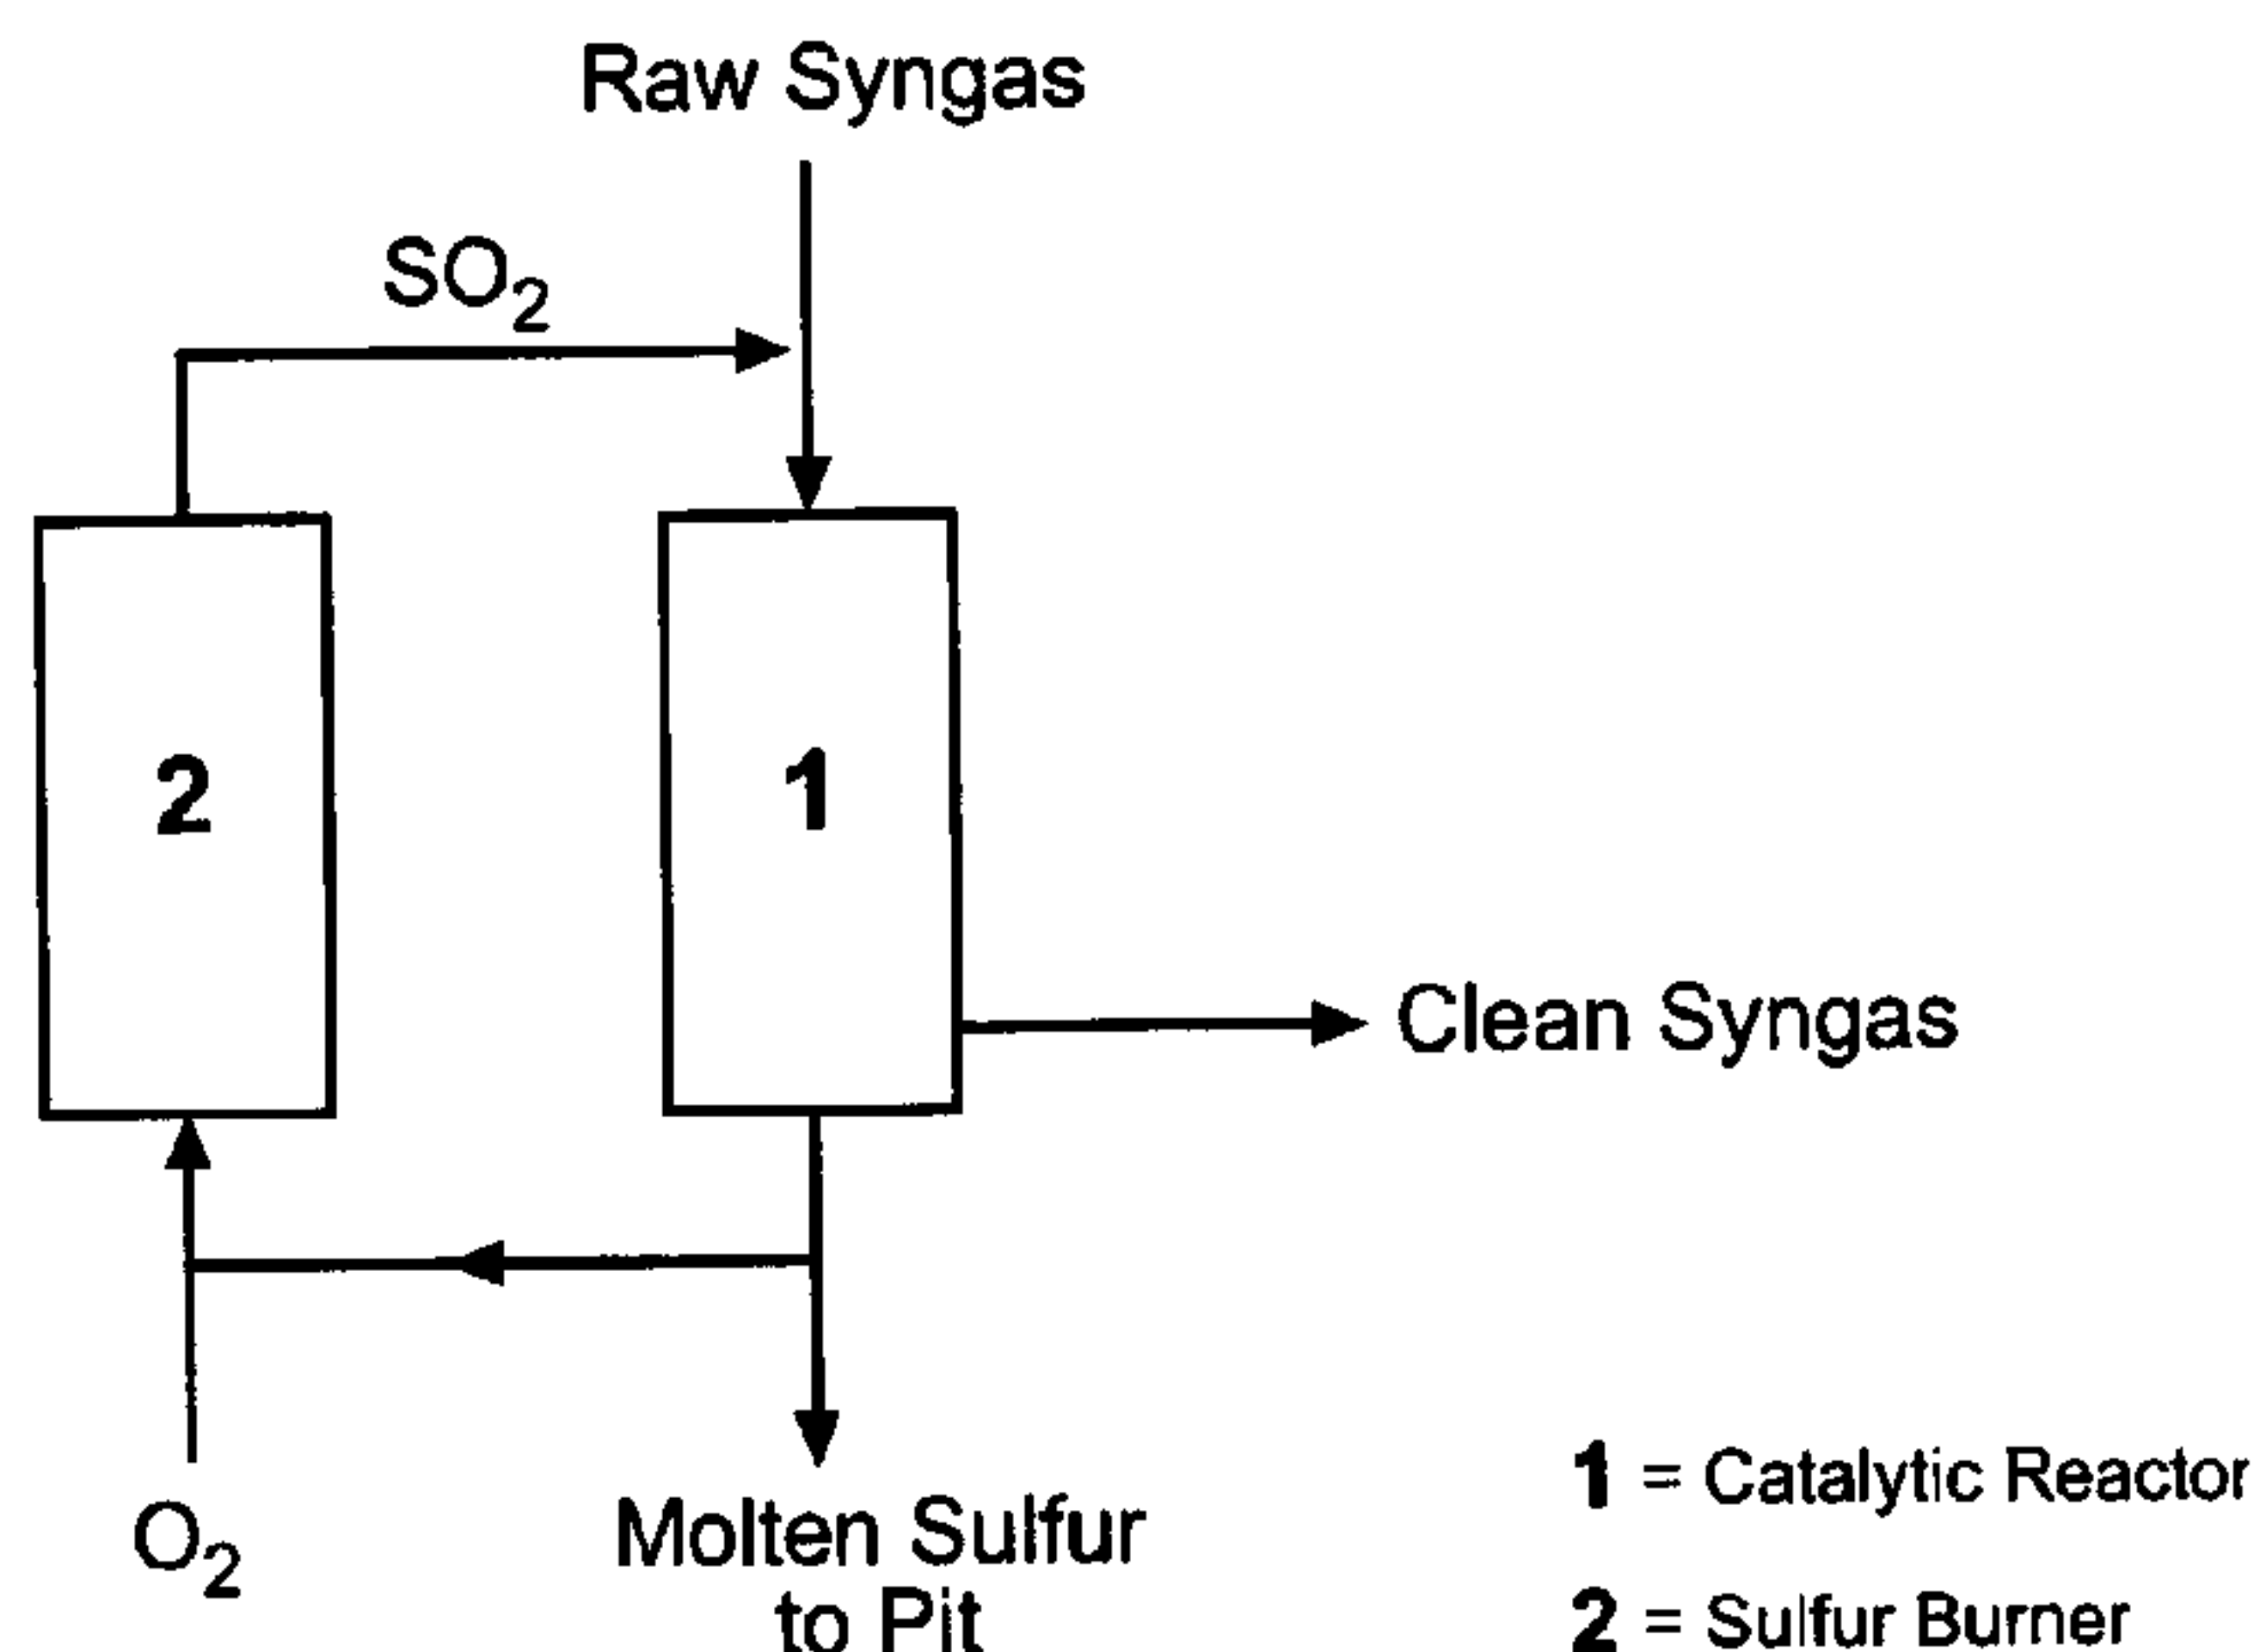 Raw Syngas
SO2
2
1
Clean Syngas
O2
Molten Sulfur
to Pit
1 = Catalytic Reactor
2 = Sulfur Burner